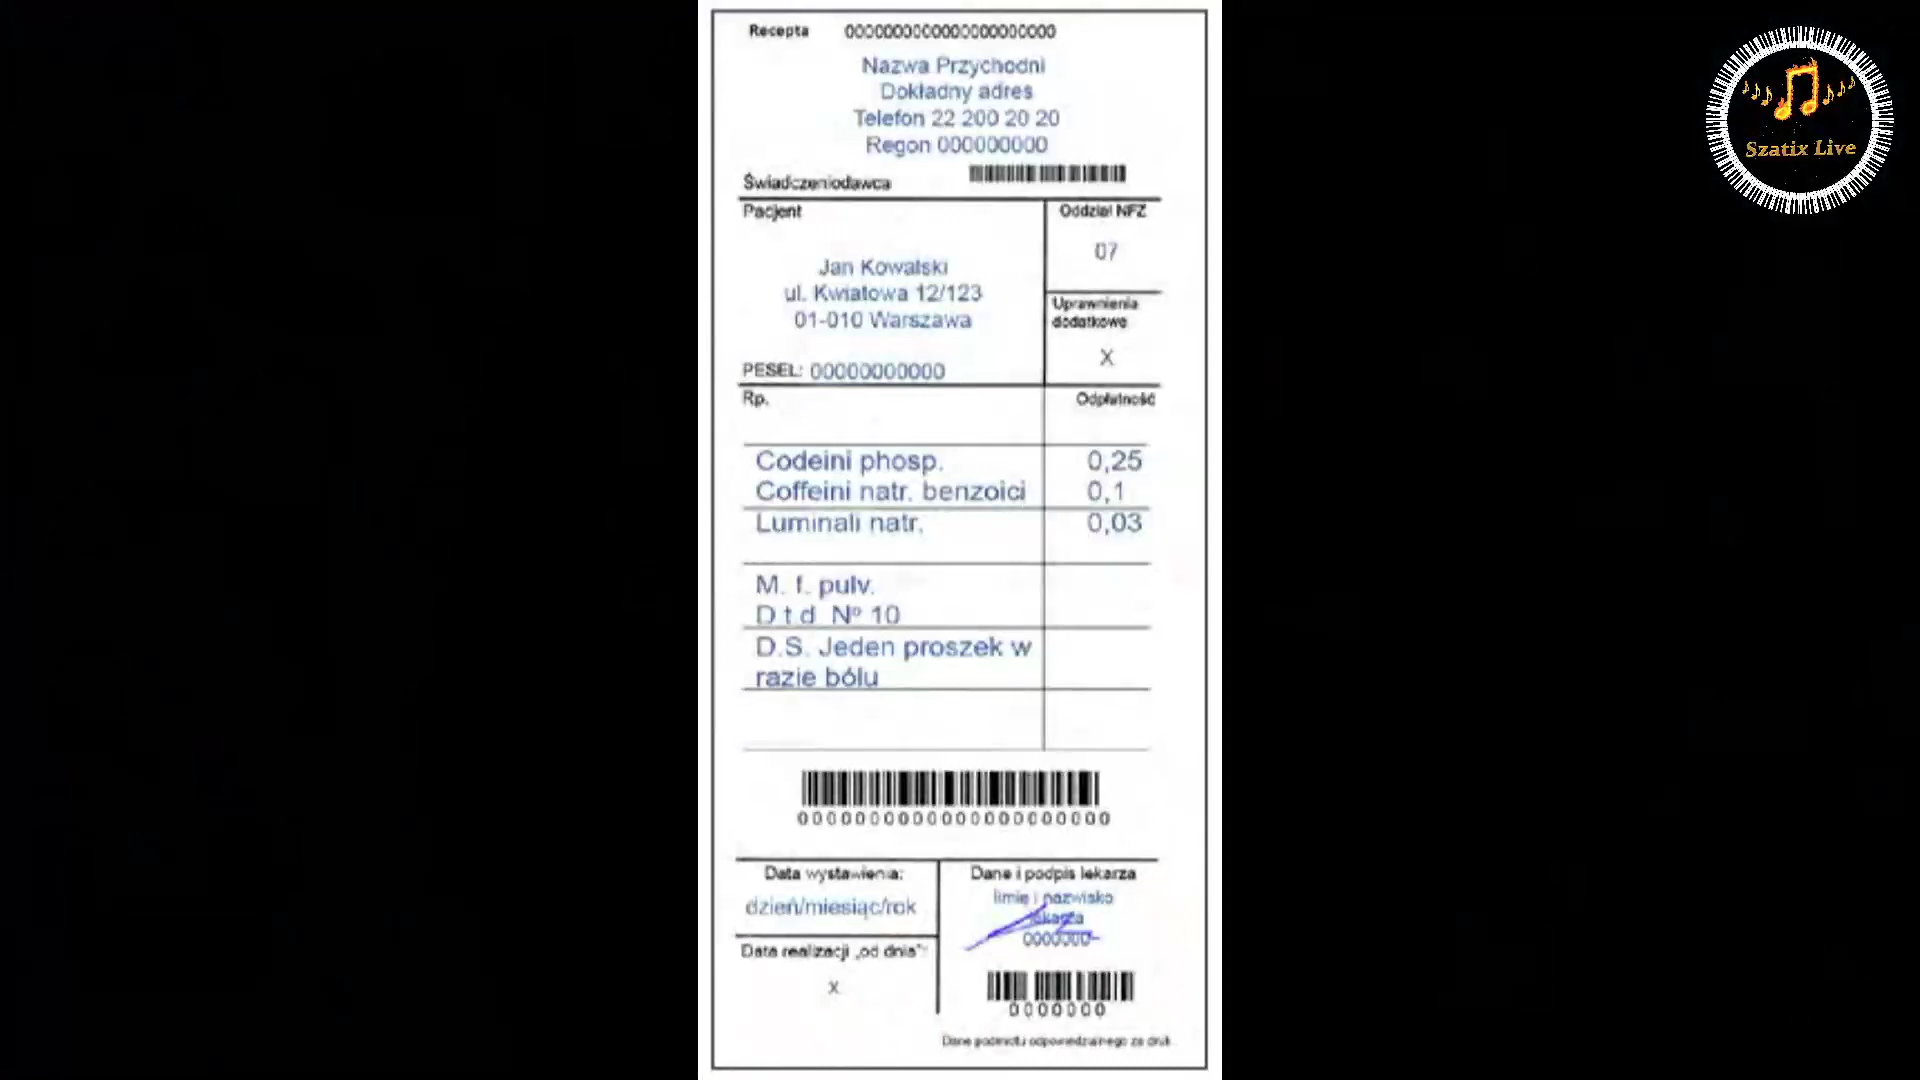 Recepta 0000000000000000000000
Nazwa Przychodni
Dokładny adres
Telefon 22 200 20 20
Regon 000000000
Świadczeniodawca
Pacjent
Oddział NFZ
07
Jan Kowalski
ul. Kwiatowa 12/123
01-010 Warszawa
Uprawnienia
dodatkowe
X
PESEL: 00000000000
Rp. Odpłatność
Codeini phosp. 0,25
Coffeini natr. benzoici 0,1
Luminali natr. 0,03
M. f. pulv.
D t d Nº 10
D.S. Jeden proszek w
razie bólu
0000000000000000000000
Data wystawienia:
dzień/miesiąc/rok
Data realizacji „od dnia":
X
Dane i podpis lekarza
Imię i nazwisko
lekarza
0000000
0000000
Dane podmiotu odpowiedzialnego za druk
Szatix Live